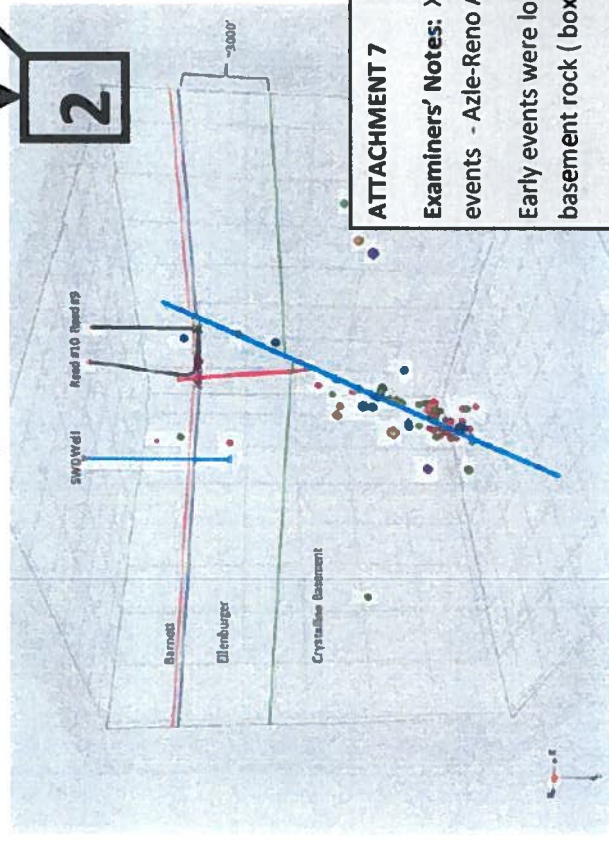 2
~3000'
SWD Well Reed #10 Reed #9
Barnett
Ellenburger
Crystalline Basement
ATTACHMENT 7
Examiners' Notes:
events - Azle-Reno
Early events were lo
basement rock ( box